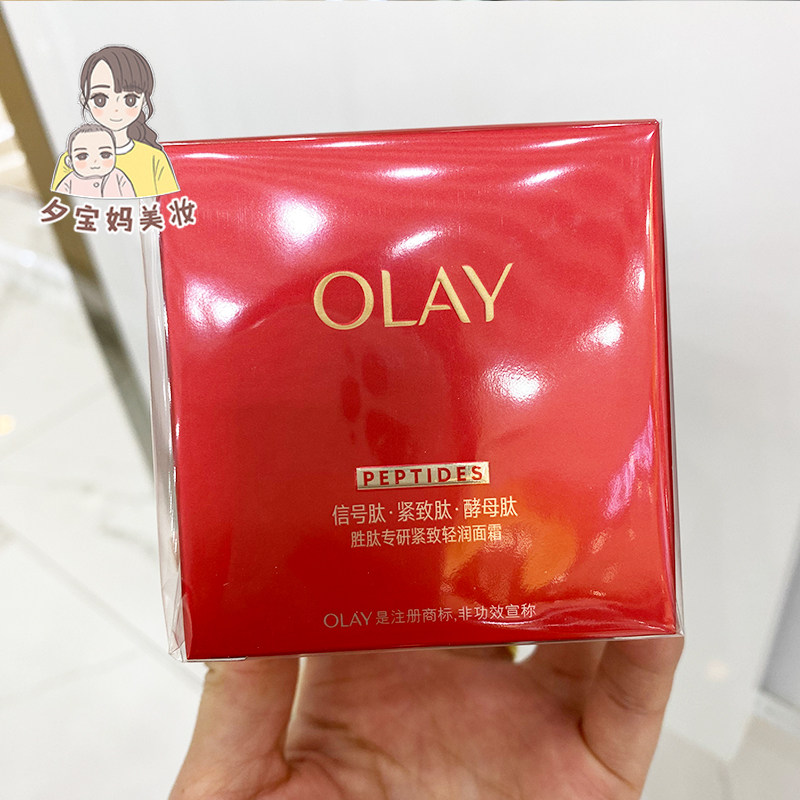 夕宝妈美妆
OLAY
PEPTIDES
信号肽·紧致肽·酵母肽
胜肽专研紧致轻润面霜
OLAY是注册商标,非功效宣称